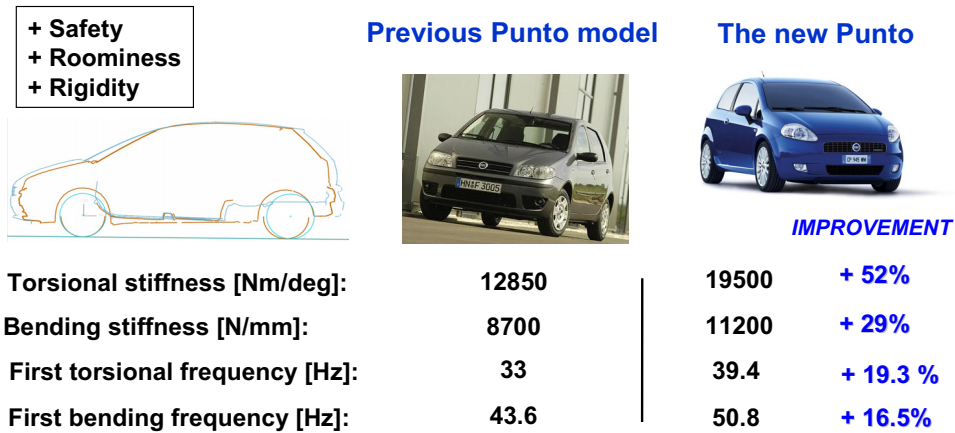 + Safety
+ Roominess
+ Rigidity
Previous Punto model
The new Punto
HN:F 3005
IMPROVEMENT
Torsional stiffness [Nm/deg]: 12850 19500 + 52%
Bending stiffness [N/mm]: 8700 11200 + 29%
First torsional frequency [Hz]: 33 39.4 + 19.3 %
First bending frequency [Hz]: 43.6 50.8 + 16.5%